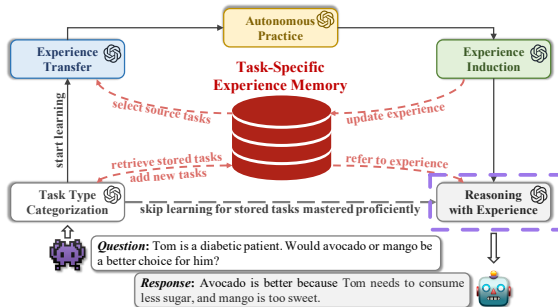 Autonomous
Practice
Experience
Transfer
Task-Specific
Experience Memory
Experience
Induction
select source tasks
update experience
start learning
retrieve stored tasks
add new tasks
refer to experience
Task Type
Categorization
skip learning for stored tasks mastered proficiently
Reasoning
with Experience
Question: Tom is a diabetic patient. Would avocado or mango be
a better choice for him?
Response: Avocado is better because Tom needs to consume
less sugar, and mango is too sweet.